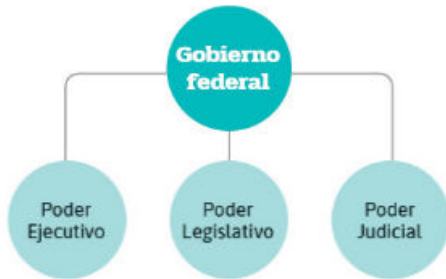 Gobierno
federal
Poder
Ejecutivo
Poder
Legislativo
Poder
Judicial